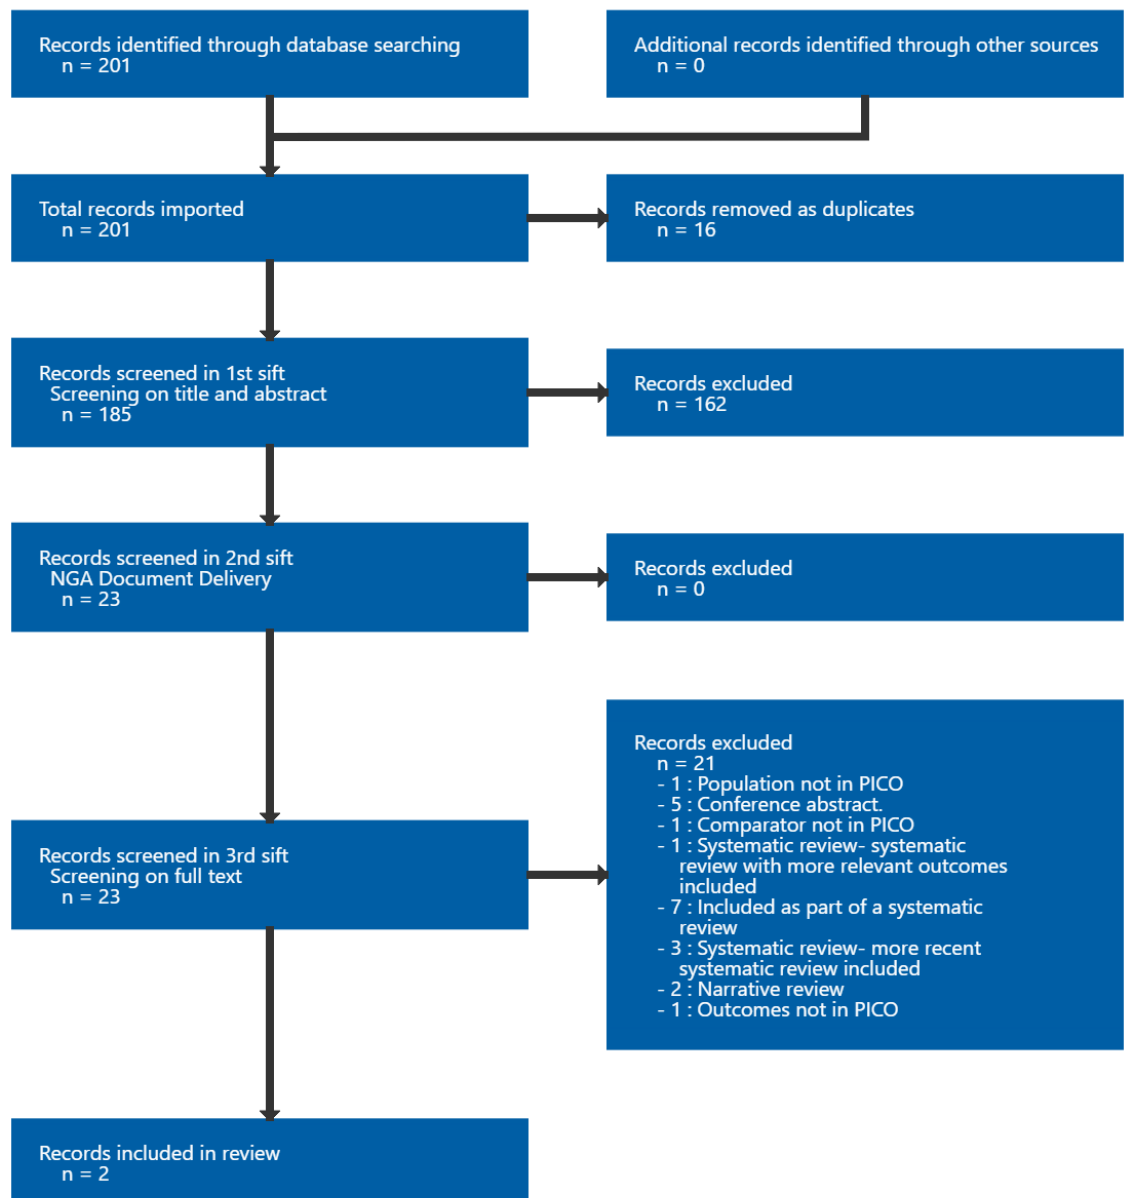 Records identified through database searching
n = 201
Additional records identified through other sources
n = 0
Total records imported
n = 201
Records removed as duplicates
n = 16
Records screened in 1st sift
Screening on title and abstract
n = 185
Records excluded
n = 162
Records screened in 2nd sift
NGA Document Delivery
n = 23
Records excluded
n = 0
Records screened in 3rd sift
Screening on full text
n = 23
Records excluded
n = 21
- 1 : Population not in PICO
- 5 : Conference abstract.
- 1 : Comparator not in PICO
- 1 : Systematic review- systematic
review with more relevant outcomes
included
- 7 : Included as part of a systematic
review
- 3 : Systematic review- more recent
systematic review included
- 2 : Narrative review
- 1 : Outcomes not in PICO
Records included in review
n = 2